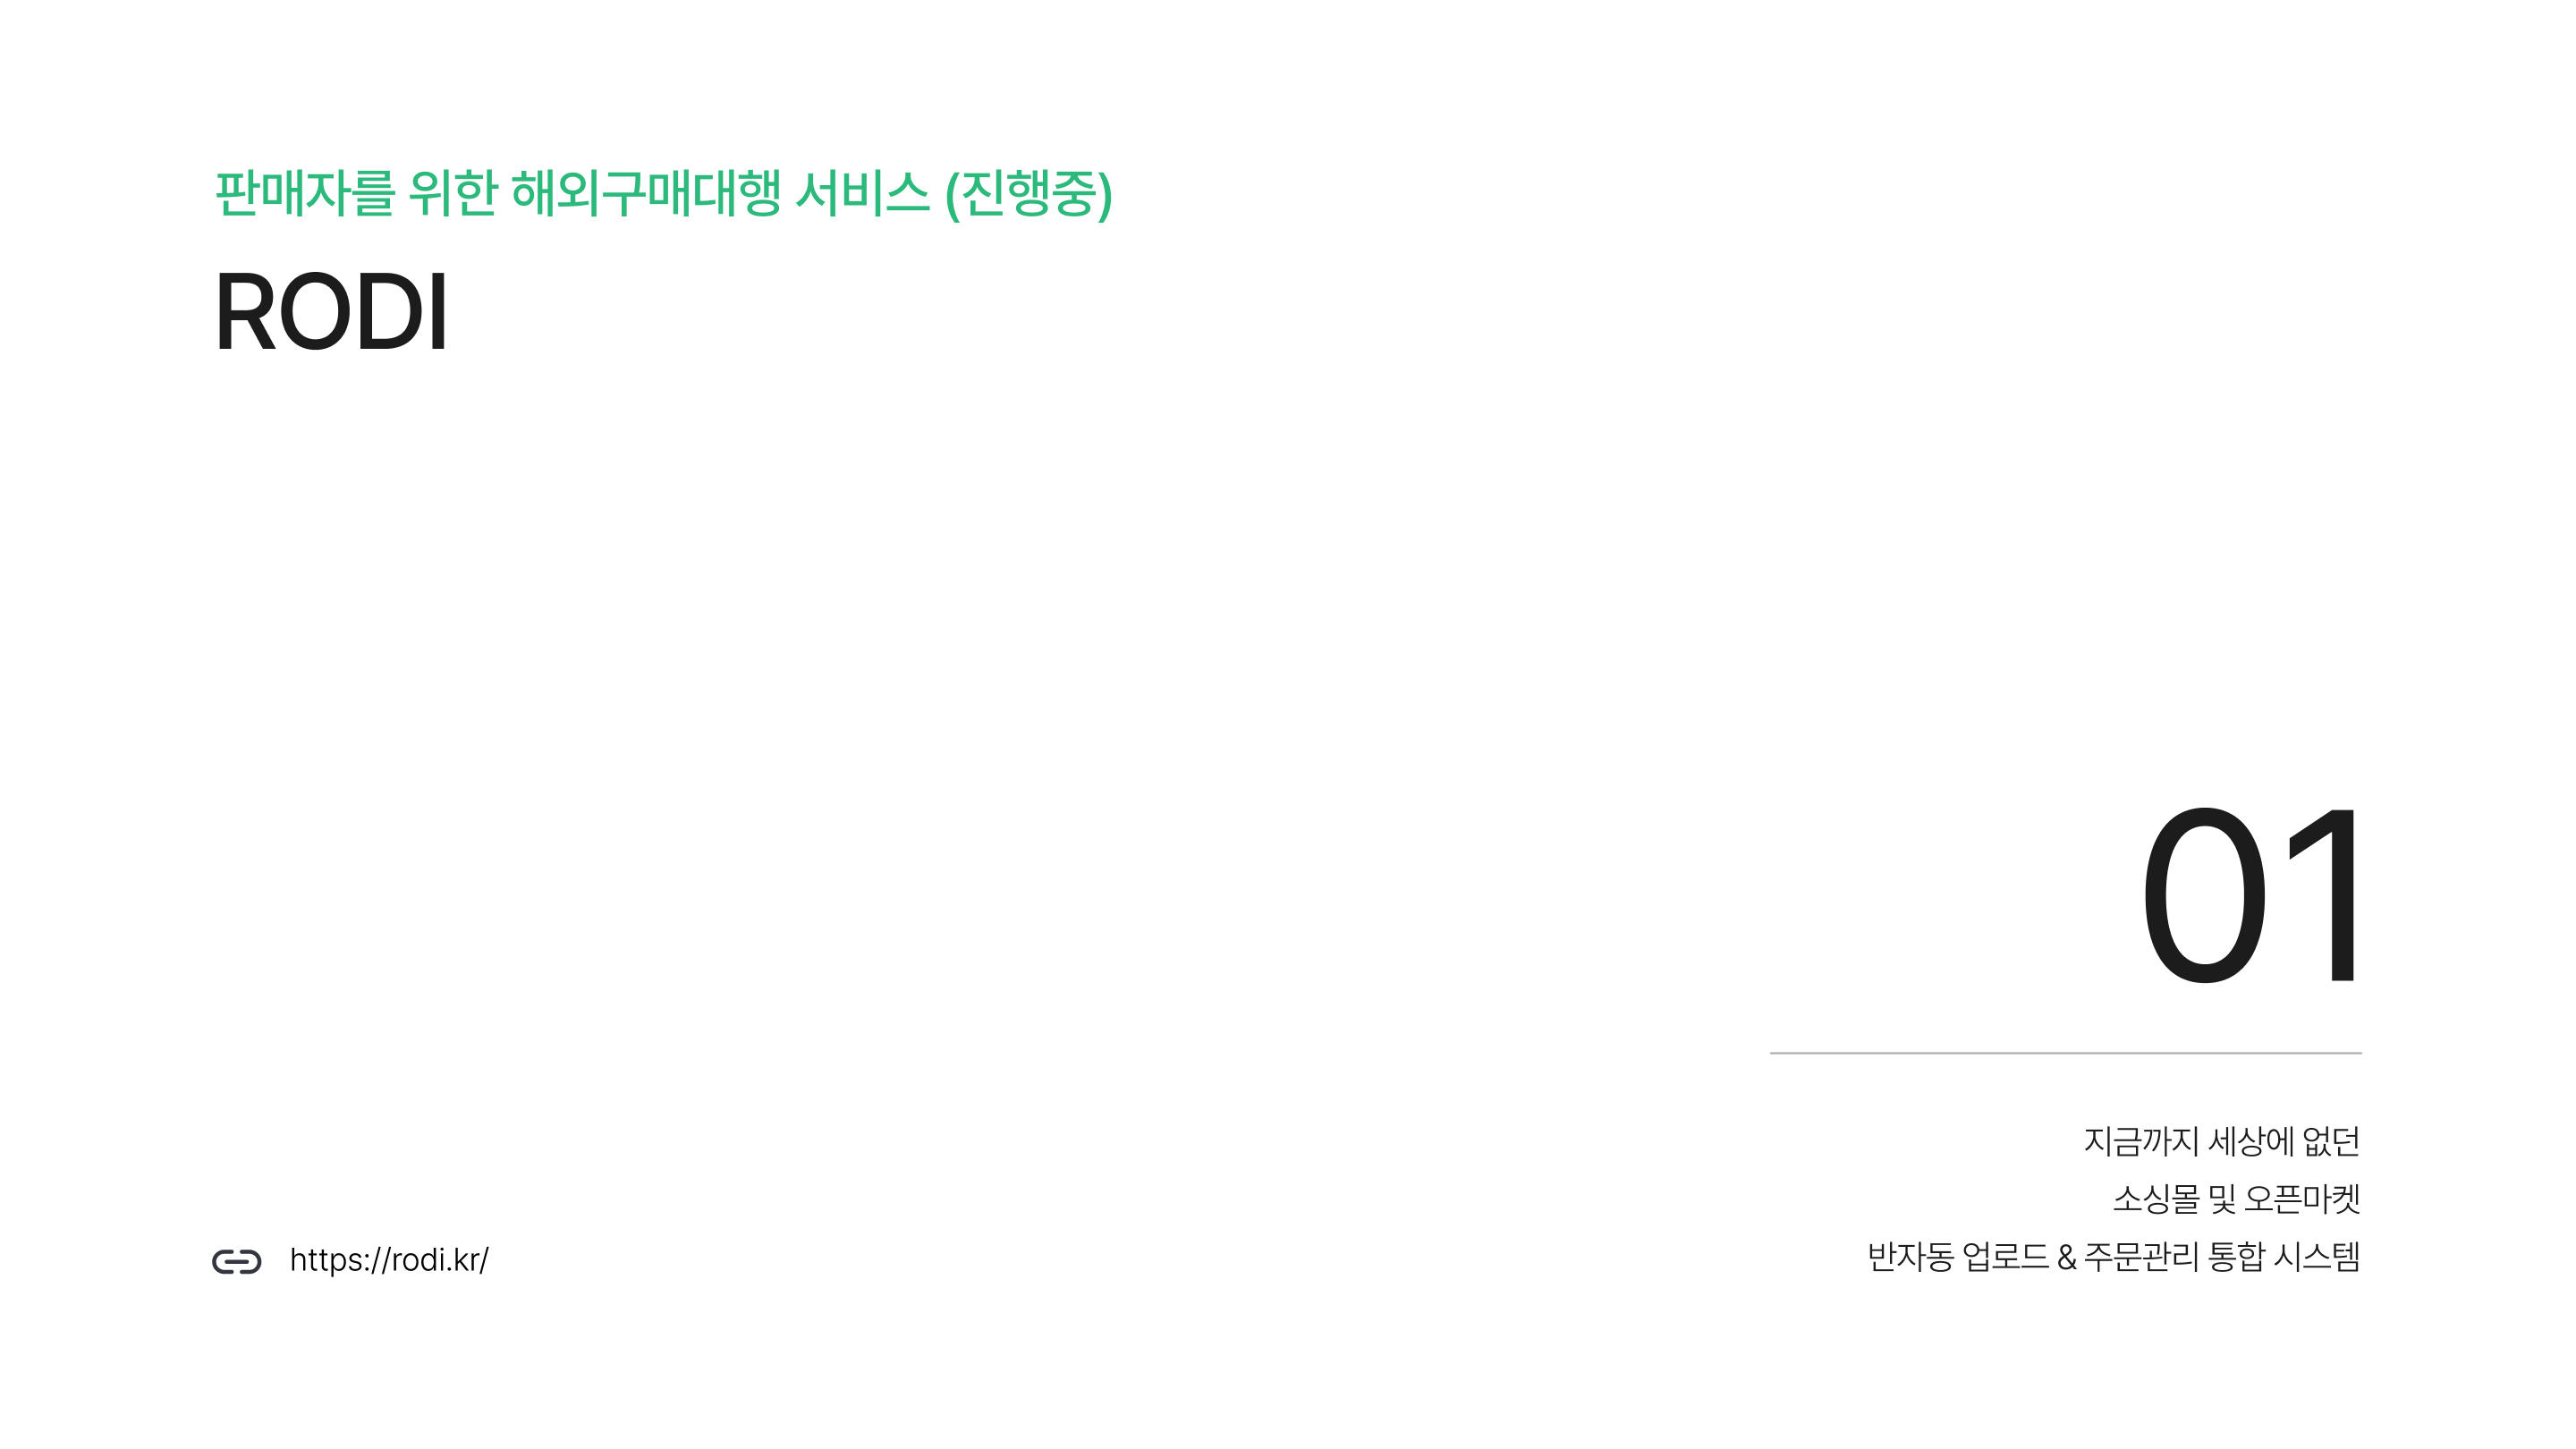 판매자를 위한 해외구매대행 서비스 (진행중)
RODI
01
지금까지 세상에 없던
소싱몰 및 오픈마켓
반자동 업로드 & 주문관리 통합 시스템
https://rodi.kr/